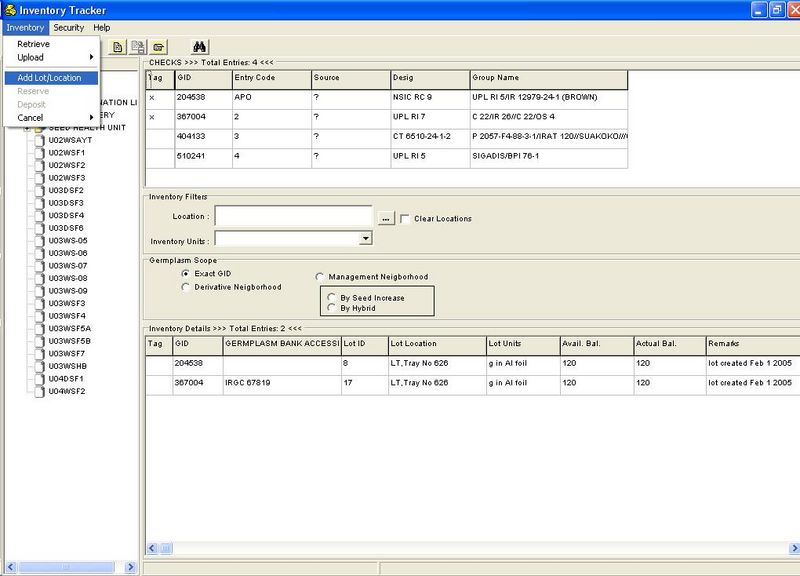 Inventory Tracker
Inventory Security Help
Retrieve
Upload
Add Lot/Location
Reserve
Deposit
Cancel
NATION LI
ERY
SEED HEALTH UNIT
U02WSAYT
U02WSF1
U02WSF2
U02WSF3
U03DSF2
U03DSF3
U03DSF4
U03DSF6
U03WS-05
U03WS-06
U03WS-07
U03WS-08
U03WS-09
U03WSF3
U03WSF4
U03WSF5A
U03WSF5B
U03WSF7
U03WSHB
U04DSF1
U04WSF2
CHECKS >>> Total Entries: 4 <<<
Tag GID Entry Code Source Desig Group Name
x 204538 APO ? NSIC RC 9 UPL RI 5/IR 12979-24-1 (BROWN)
x 367004 2 ? UPL RI 7 C 22/IR 26//C 22/OS 4
404133 3 ? CT 6510-24-1-2 P 2057-F4-88-3-1/IRAT 120//SUAKOKO///
510241 4 ? UPL RI 5 SIGADIS/BPI 76-1
Inventory Filters
Location :
... Clear Locations
Inventory Units :
Germplasm Scope
Exact GID
Management Neigborhood
Derivative Neigborhood
By Seed Increase
By Hybrid
Inventory Details >>> Total Entries: 2 <<<
Tag GID GERMPLASM BANK ACCESSI Lot ID Lot Location Lot Units Avail. Bal. Actual Bal. Remarks
204538 8 LT,Tray No 626 g in Al foil 120 120 lot created Feb 1 2005
367004 IRGC 67819 17 LT,Tray No 626 g in Al foil 120 120 lot created Feb 1 2005